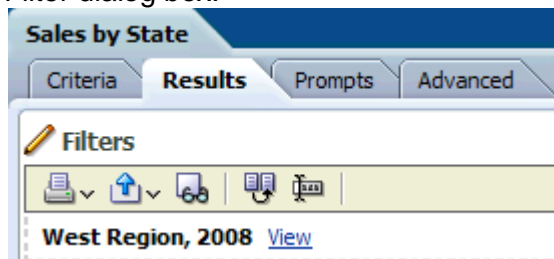 Filter dialog box.
Sales by State
Criteria Results Prompts Advanced
Filters
West Region, 2008 View